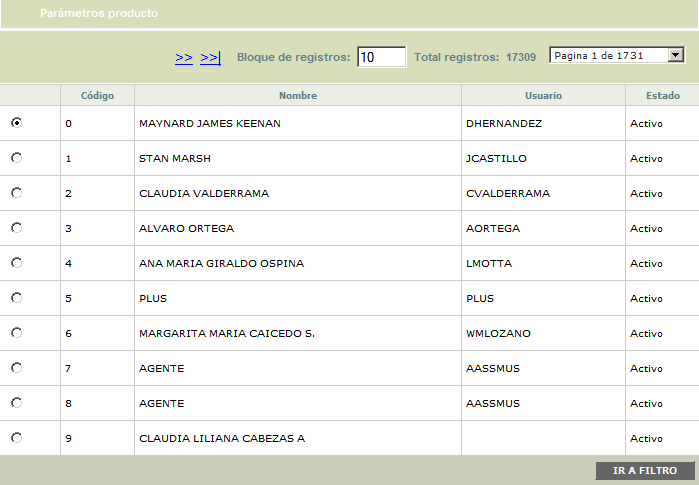 Parámetros producto
>> >>| Bloque de registros: 10 Total registros: 17309 Pagina 1 de 1731
Código Nombre Usuario Estado
0 MAYNARD JAMES KEENAN DHERNANDEZ Activo
1 STAN MARSH JCASTILLO Activo
2 CLAUDIA VALDERRAMA CVALDERRAMA Activo
3 ALVARO ORTEGA AORTEGA Activo
4 ANA MARIA GIRALDO OSPINA LMOTTA Activo
5 PLUS PLUS Activo
6 MARGARITA MARIA CAICEDO S. WMLOZANO Activo
7 AGENTE AASSMUS Activo
8 AGENTE AASSMUS Activo
9 CLAUDIA LILIANA CABEZAS A Activo
IR A FILTRO